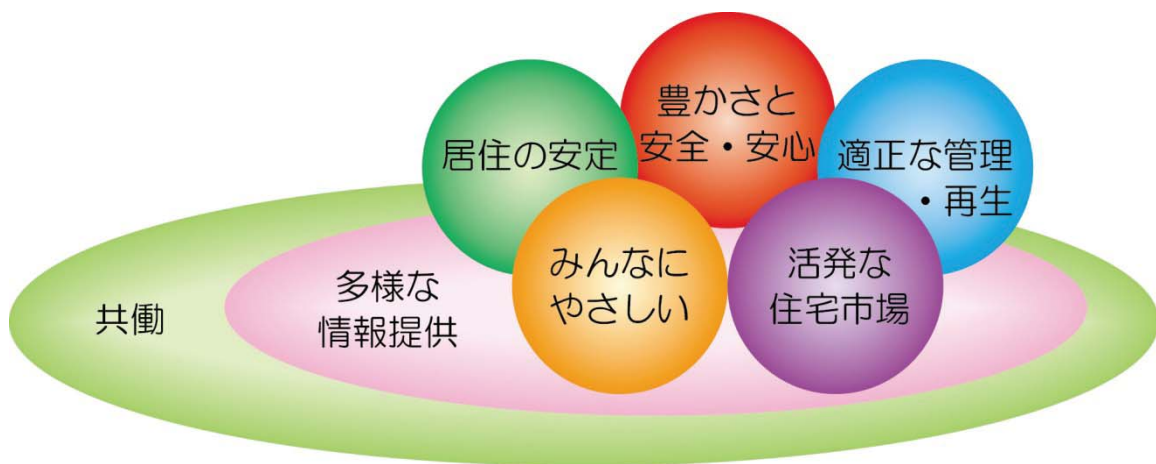 豊かさと
安全・安心
居住の安定
適正な管理
・再生
みんなに
やさしい
活発な
住宅市場
多様な
情報提供
共働